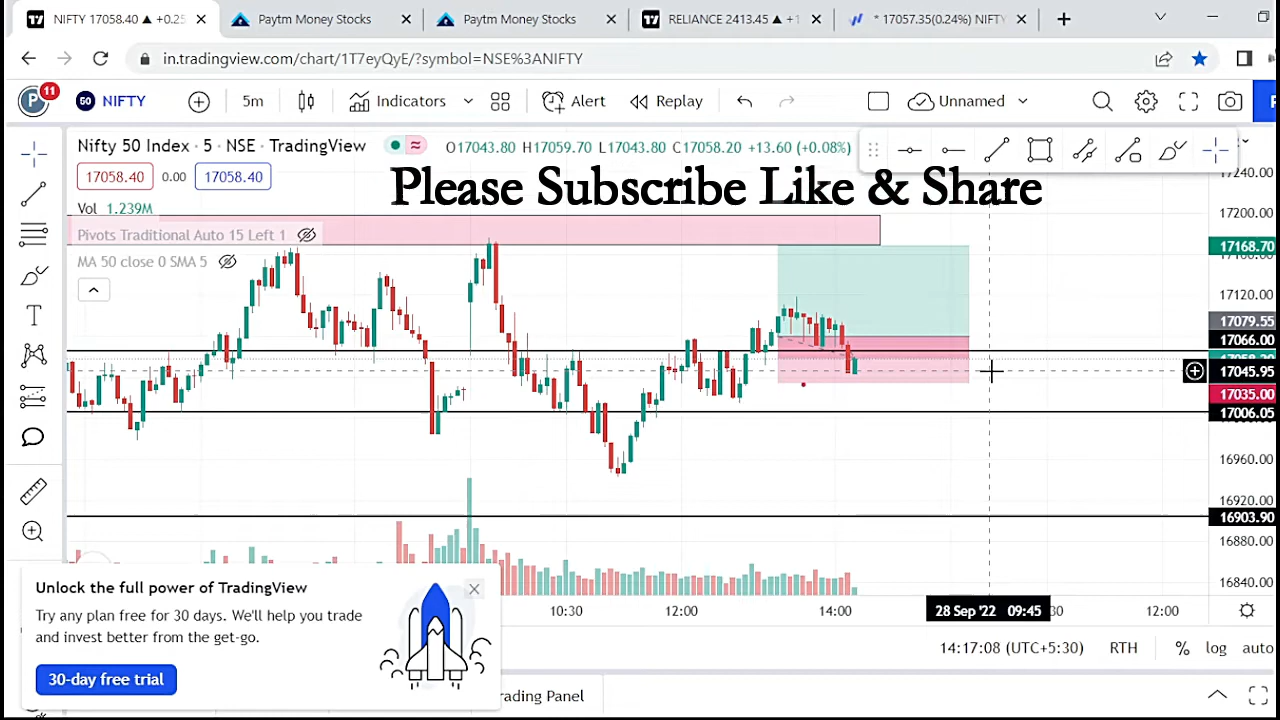 NIFTY 17058.40 ▲ +0.25
Paytm Money Stocks
Paytm Money Stocks
RELIANCE 2413.45 ▲ +1
* 17057.35(0.24%) NIFTY
in.tradingview.com/chart/1T7eyQyE/?symbol=NSE%3ANIFTY
P 11
50 NIFTY
5m
Indicators
Alert
Replay
Unnamed
Nifty 50 Index · 5 · NSE · TradingView
O17043.80 H17059.70 L17043.80 C17058.20 +13.60 (+0.08%)
17058.40 0.00 17058.40
Please Subscribe Like & Share
Vol 1.239M
Pivots Traditional Auto 15 Left 1
MA 50 close 0 SMA 5
17240.00
17200.00
17168.70
17160.00
17120.00
17079.55
17066.00
17058.20
17045.95
17035.00
17006.05
16960.00
16920.00
16903.90
16880.00
16840.00
10:30
12:00
14:00
28 Sep '22 09:45
12:00
Unlock the full power of TradingView
Try any plan free for 30 days. We'll help you trade
and invest better from the get-go.
30-day free trial
14:17:08 (UTC+5:30)
RTH
%
log
auto
rading Panel